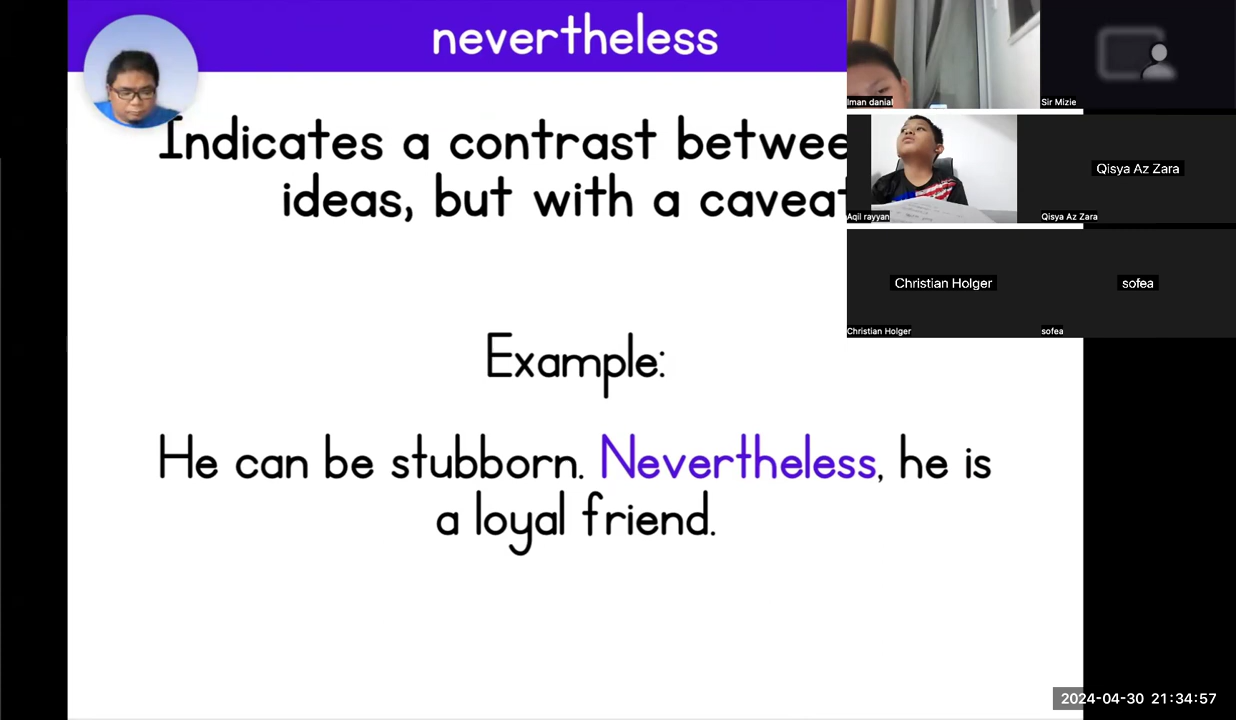 nevertheless
Indicates a contrast betwee
ideas, but with a caveat
Example:
He can be stubborn. Nevertheless, he is
a loyal friend.
Iman danial
Sir Mizie
Aqil rayyan
Qisya Az Zara
Qisya Az Zara
Christian Holger
Christian Holger
sofea
sofea
2024-04-30 21:34:57